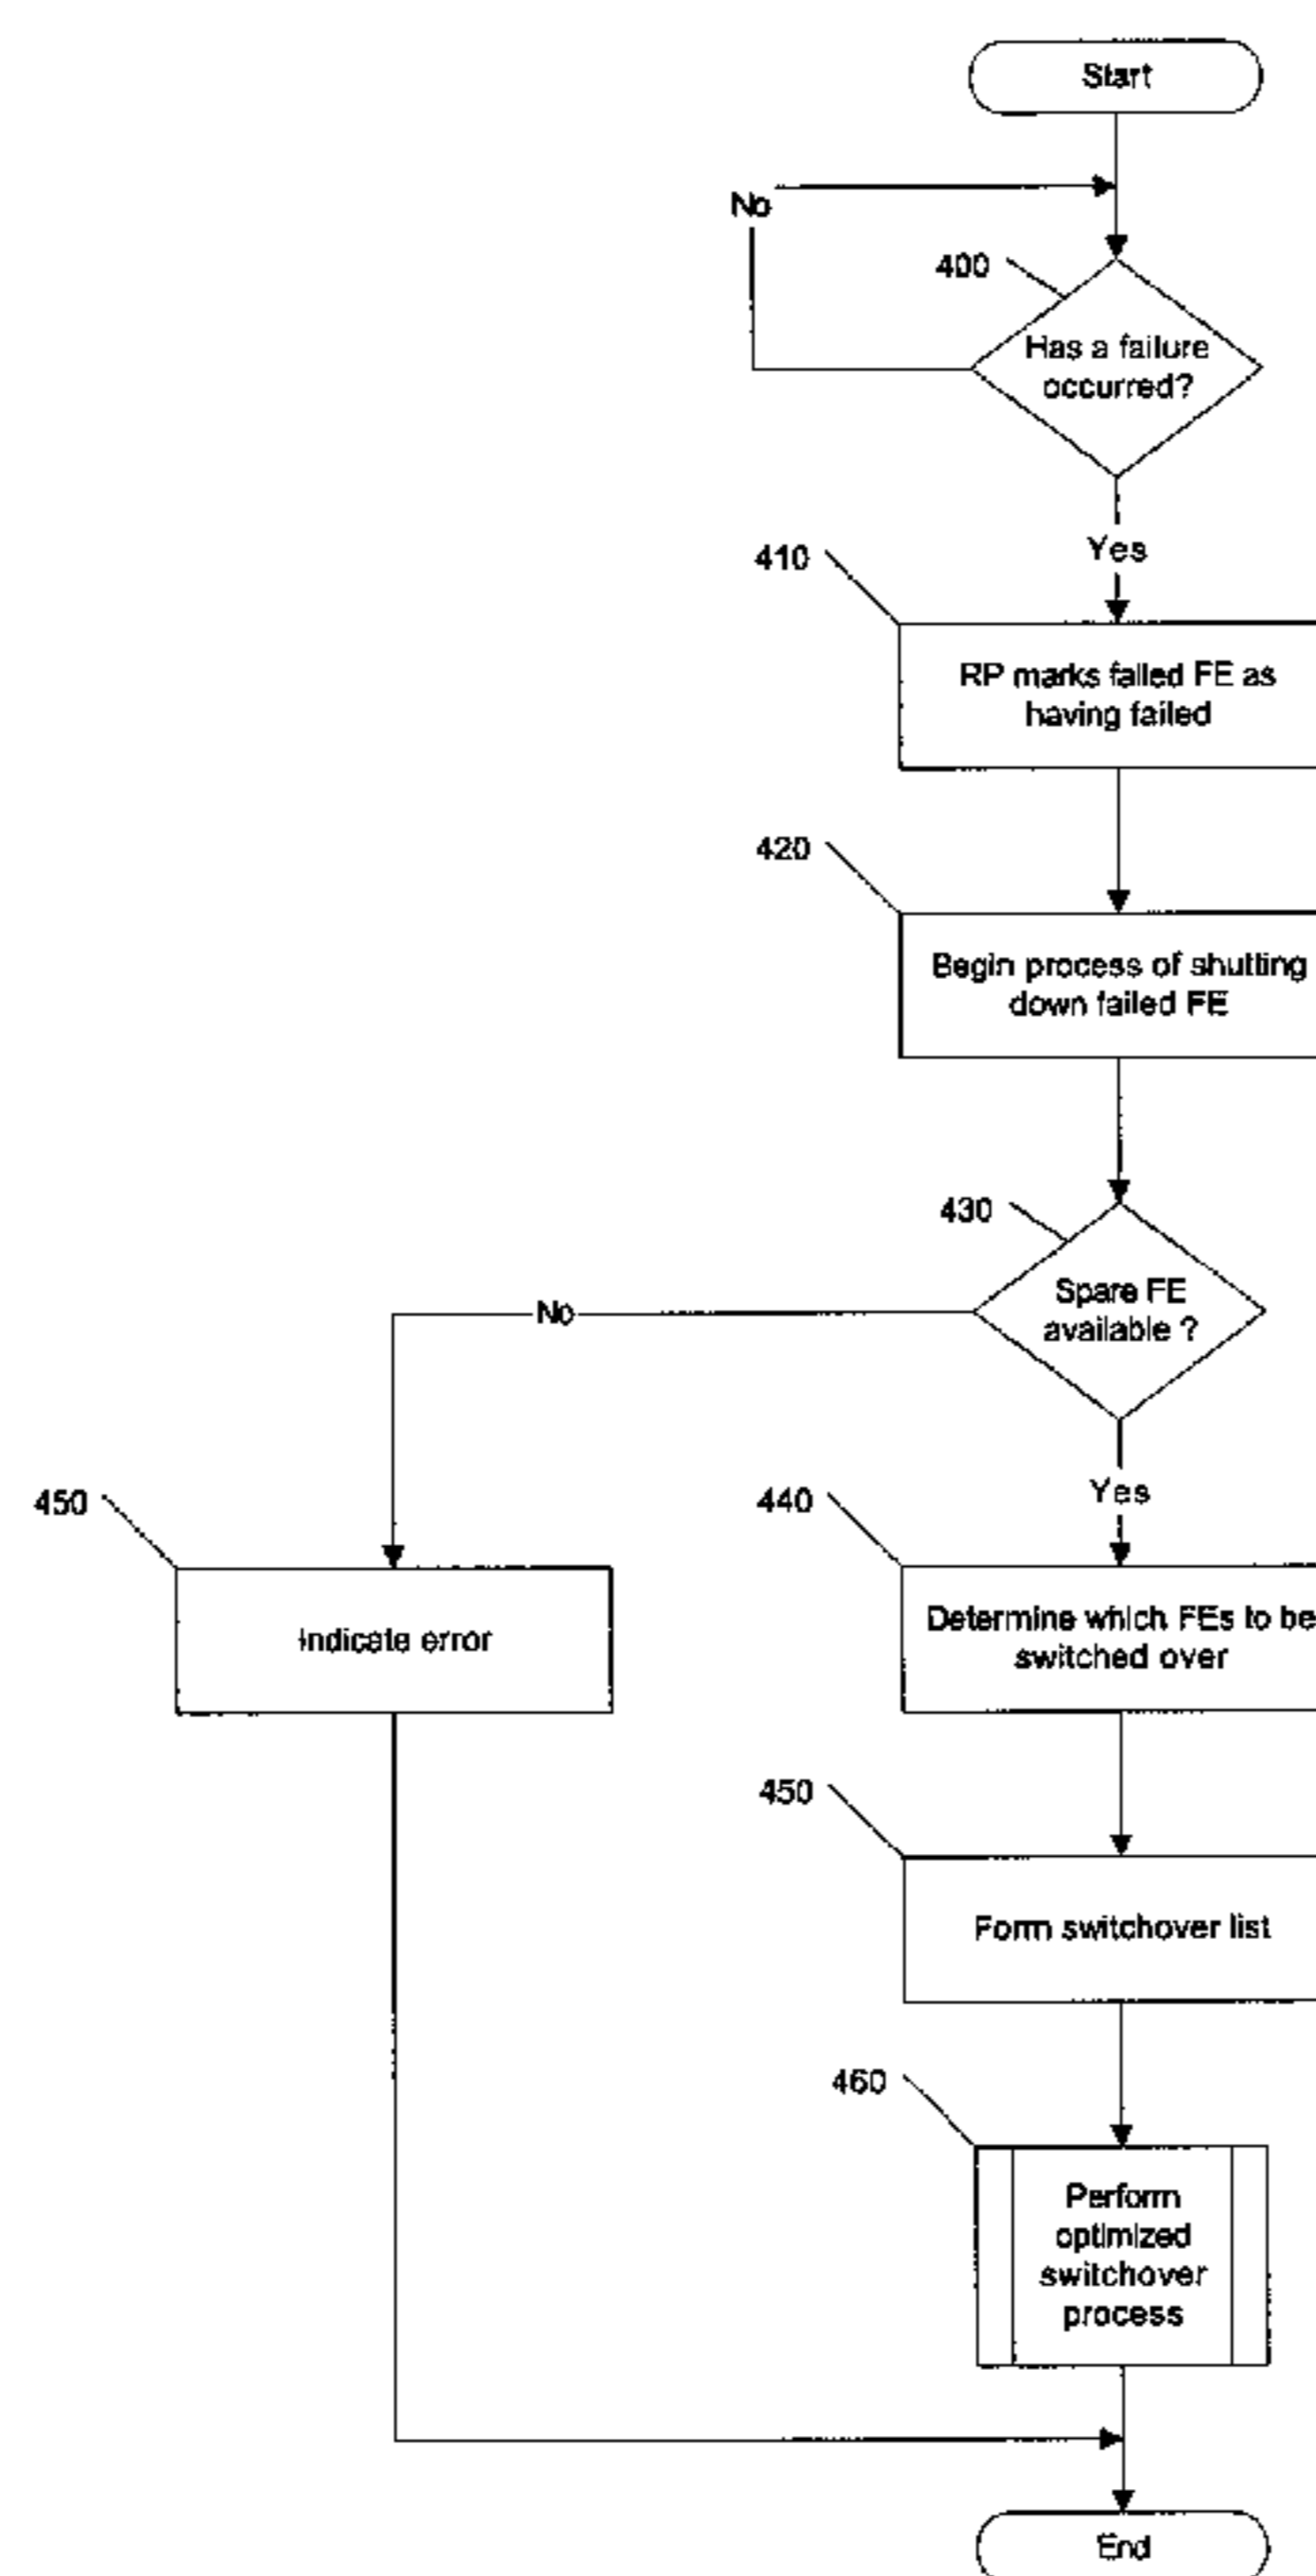 Start
No
400
Has a failure
occurred?
Yes
410
RP marks failed FE as
having failed
420
Begin process of shutting
down failed FE
430
Spare FE
available ?
No
Yes
450
Indicate error
440
Determine which FEs to be
switched over
450
Form switchover list
460
Perform
optimized
switchover
process
End